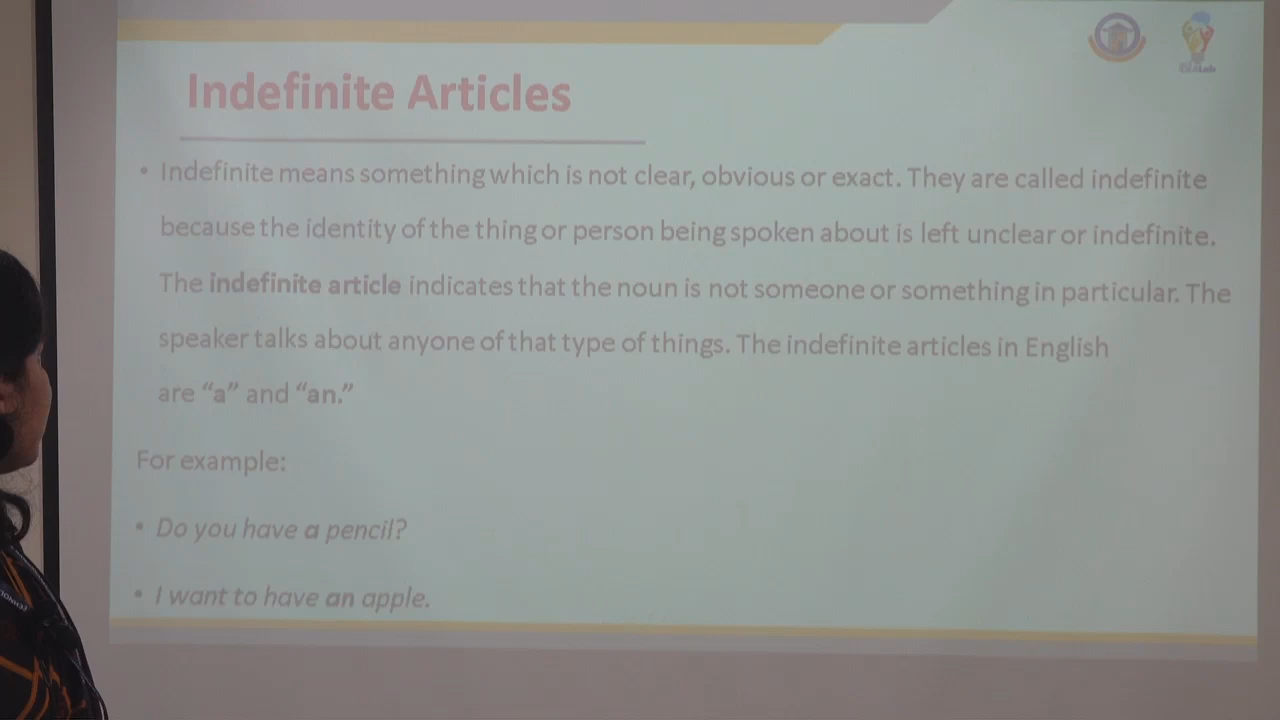 Indefinite Articles
• Indefinite means something which is not clear, obvious or exact. They are called indefinite
because the identity of the thing or person being spoken about is left unclear or indefinite.
The indefinite article indicates that the noun is not someone or something in particular. The
speaker talks about anyone of that type of things. The indefinite articles in English
are “a” and “an.”
For example:
• Do you have a pencil?
• I want to have an apple.